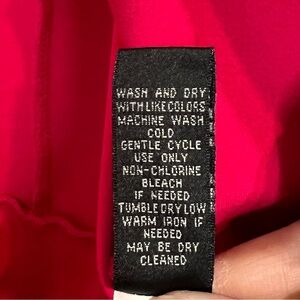 WASH AND DRY
WITH LIKE COLORS
MACHINE WASH
COLD
GENTLE CYCLE
USE ONLY
NON-CHLORINE
BLEACH
IF NEEDED
TUMBLE DRY LOW
WARM IRON IF
NEEDED
MAY BE DRY
CLEANED